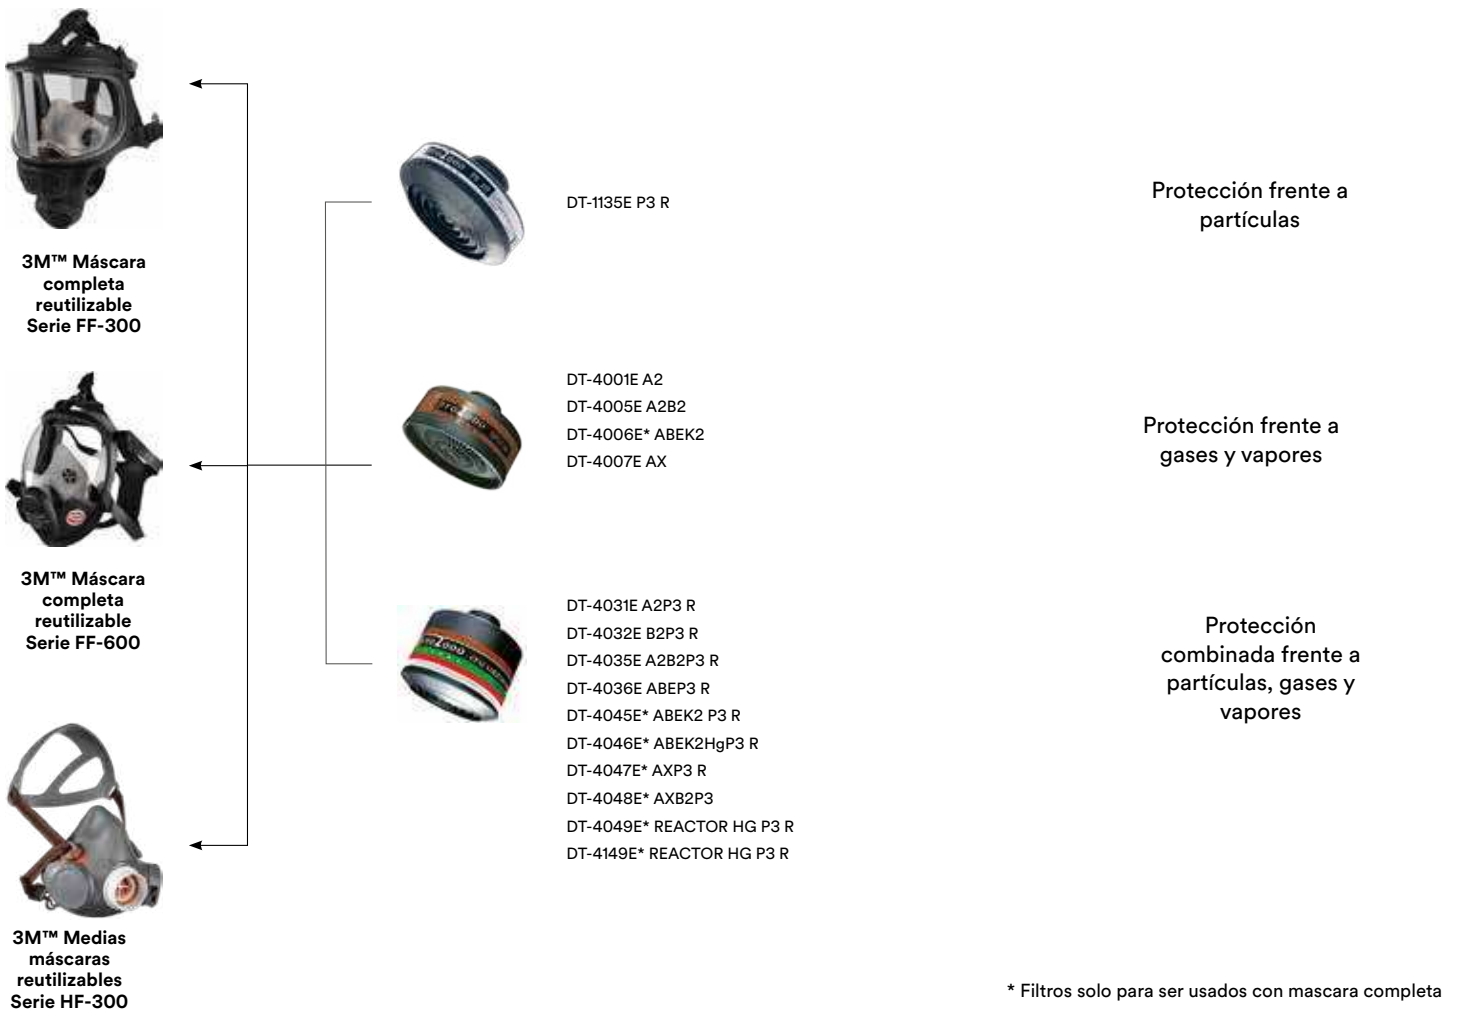 3M™ Máscara
completa
reutilizable
Serie FF-300
3M™ Máscara
completa
reutilizable
Serie FF-600
3M™ Medias
máscaras
reutilizables
Serie HF-300
DT-1135E P3 R
Protección frente a
partículas
DT-4001E A2
DT-4005E A2B2
DT-4006E* ABEK2
DT-4007E AX
Protección frente a
gases y vapores
DT-4031E A2P3 R
DT-4032E B2P3 R
DT-4035E A2B2P3 R
DT-4036E ABEP3 R
DT-4045E* ABEK2 P3 R
DT-4046E* ABEK2HgP3 R
DT-4047E* AXP3 R
DT-4048E* AXB2P3
DT-4049E* REACTOR HG P3 R
DT-4149E* REACTOR HG P3 R
Protección
combinada frente a
partículas, gases y
vapores
* Filtros solo para ser usados con mascara completa